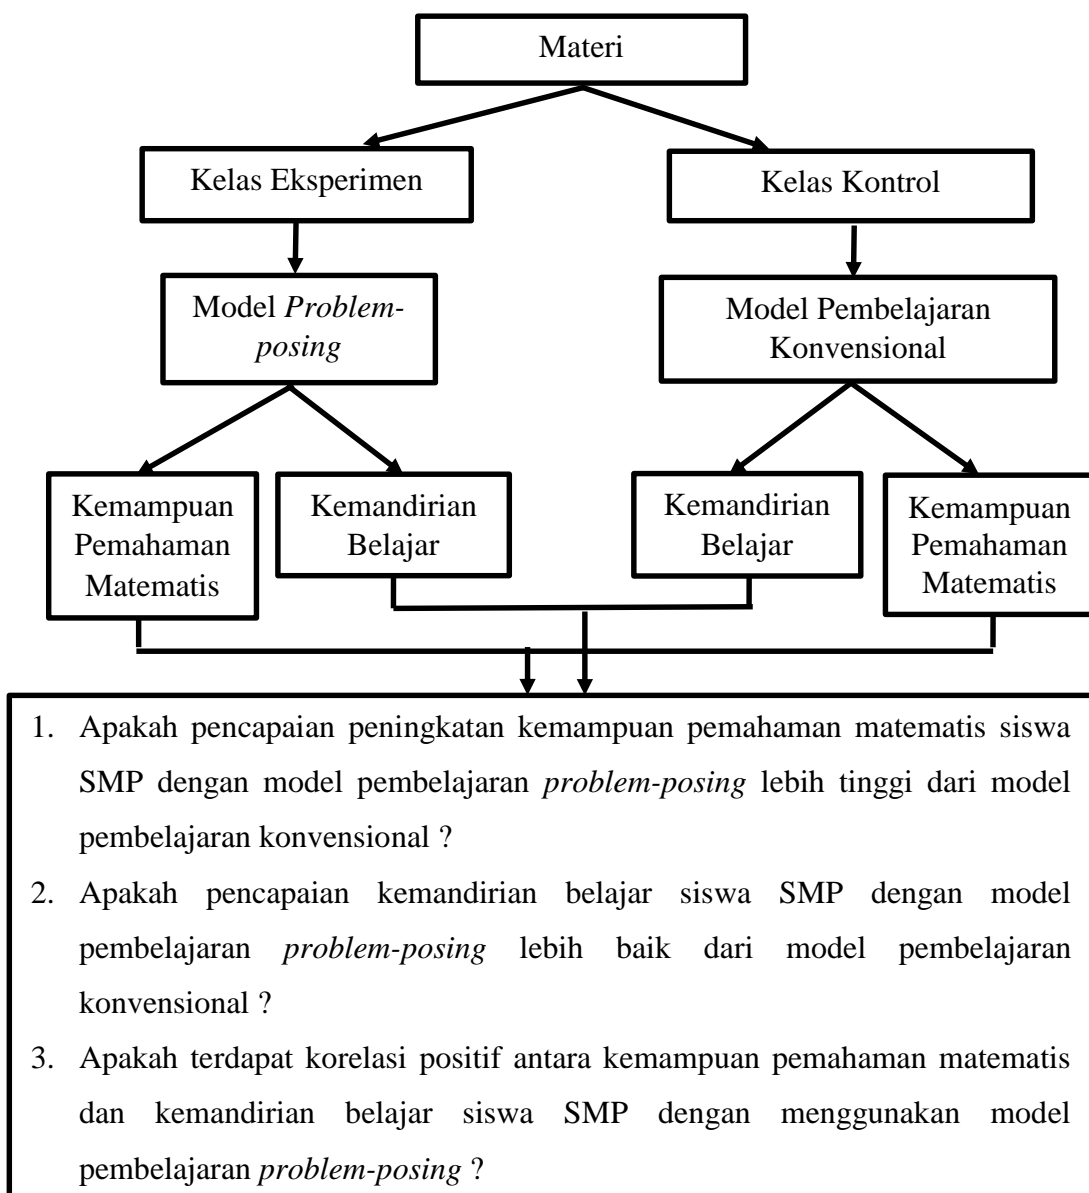 Materi
Kelas Eksperimen
Kelas Kontrol
Model Problem-
posing
Model Pembelajaran
Konvensional
Kemampuan
Pemahaman
Matematis
Kemandirian
Belajar
Kemandirian
Belajar
Kemampuan
Pemahaman
Matematis
1. Apakah pencapaian peningkatan kemampuan pemahaman matematis siswa
SMP dengan model pembelajaran problem-posing lebih tinggi dari model
pembelajaran konvensional ?
2. Apakah pencapaian kemandirian belajar siswa SMP dengan model
pembelajaran problem-posing lebih baik dari model pembelajaran
konvensional ?
3. Apakah terdapat korelasi positif antara kemampuan pemahaman matematis
dan kemandirian belajar siswa SMP dengan menggunakan model
pembelajaran problem-posing ?